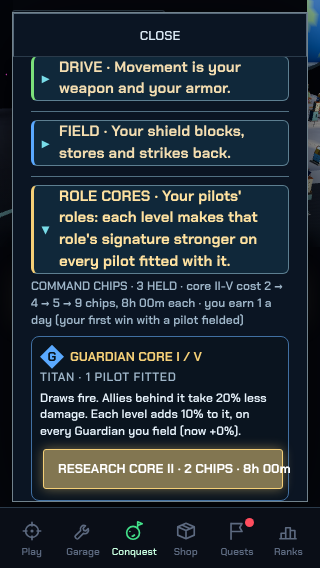 CLOSE
DRIVE · Movement is your
weapon and your armor.
FIELD · Your shield blocks,
stores and strikes back.
ROLE CORES · Your pilots'
roles: each level makes that
role's signature stronger on
every pilot fitted with it.
COMMAND CHIPS · 3 HELD · core II-V cost 2 →
4 → 5 → 9 chips, 8h 00m each · you earn 1 a
day (your first win with a pilot fielded)
G GUARDIAN CORE I / V
TITAN · 1 PILOT FITTED
Draws fire. Allies behind it take 20% less
damage. Each level adds 10% to it, on
every Guardian you field (now +0%).
RESEARCH CORE II · 2 CHIPS · 8h 00m
Play Garage Conquest Shop Quests Ranks